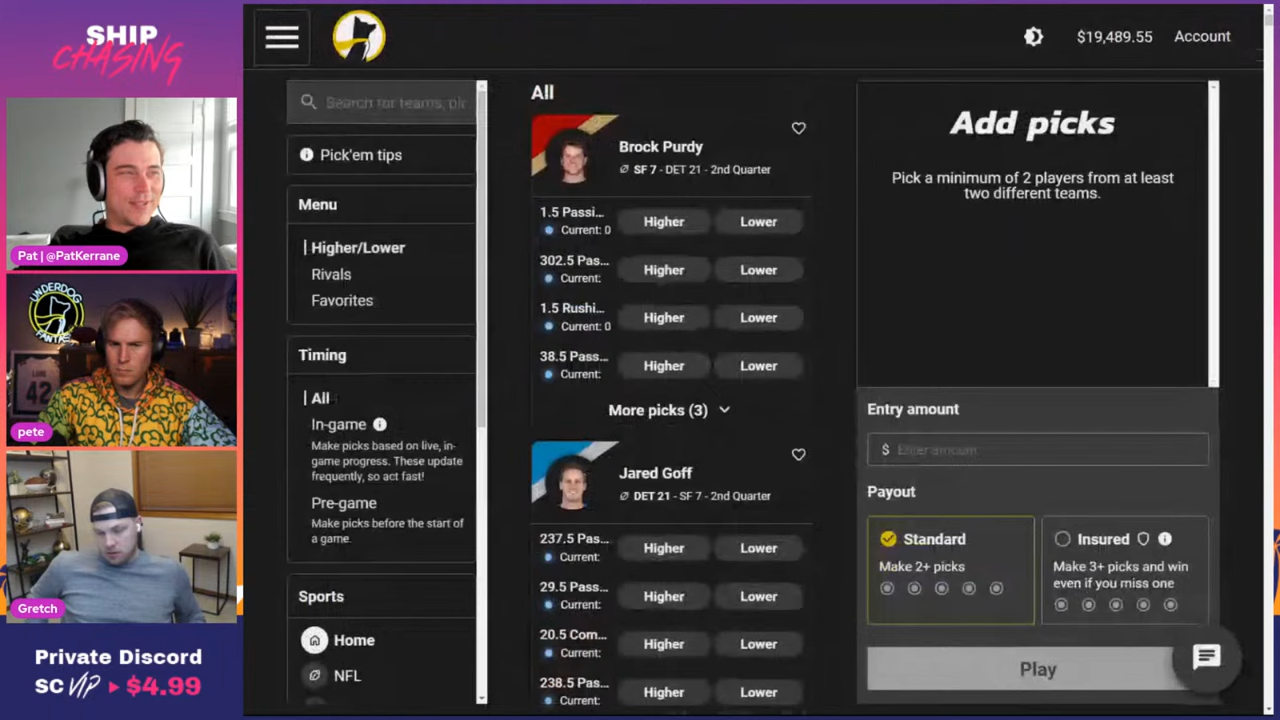 SHIP
CHASING
Pat | @PatKerrane
UNDERDOG
42
pete
Gretch
Private Discord
SC VIP ▸ $4.99
$19,489.55
Account
Search for teams, pl
Pick'em tips
Menu
Higher/Lower
Rivals
Favorites
Timing
All
In-game
Make picks based on live, in-
game progress. These update
frequently, so act fast!
Pre-game
Make picks before the start of
a game.
Sports
Home
NFL
All
Brock Purdy
SF 7 - DET 21 - 2nd Quarter
1.5 Passi... Higher Lower
Current: 0
302.5 Pas... Higher Lower
Current:
1.5 Rushi... Higher Lower
Current: 0
38.5 Pass... Higher Lower
Current:
More picks (3)
Jared Goff
DET 21 - SF 7 - 2nd Quarter
237.5 Pas... Higher Lower
Current:
29.5 Pass... Higher Lower
Current:
20.5 Com... Higher Lower
Current:
238.5 Pas... Higher Lower
Current:
Add picks
Pick a minimum of 2 players from at least
two different teams.
Entry amount
$ Enter amount
Payout
Standard
Make 2+ picks
Insured
Make 3+ picks and win
even if you miss one
Play